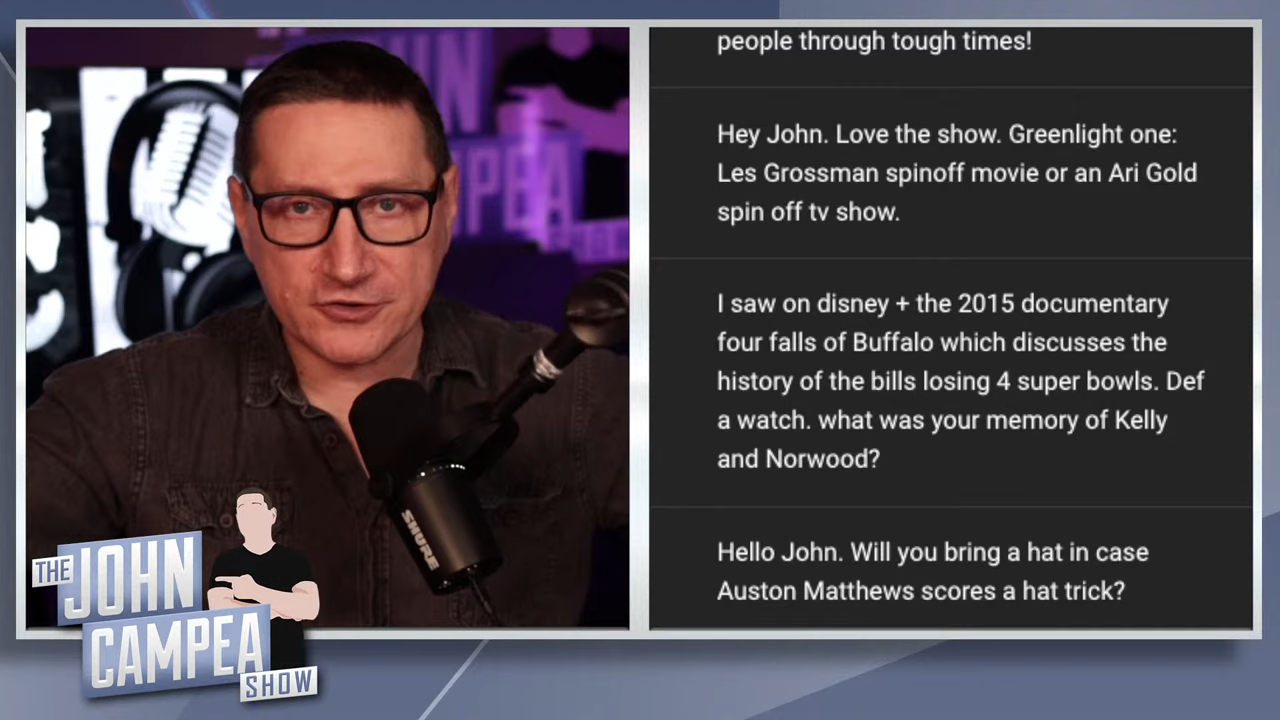 people through tough times!
Hey John. Love the show. Greenlight one:
Les Grossman spinoff movie or an Ari Gold
spin off tv show.
I saw on disney + the 2015 documentary
four falls of Buffalo which discusses the
history of the bills losing 4 super bowls. Def
a watch. what was your memory of Kelly
and Norwood?
Hello John. Will you bring a hat in case
Auston Matthews scores a hat trick?
SHURE
THE
JOHN
CAMPEA
SHOW